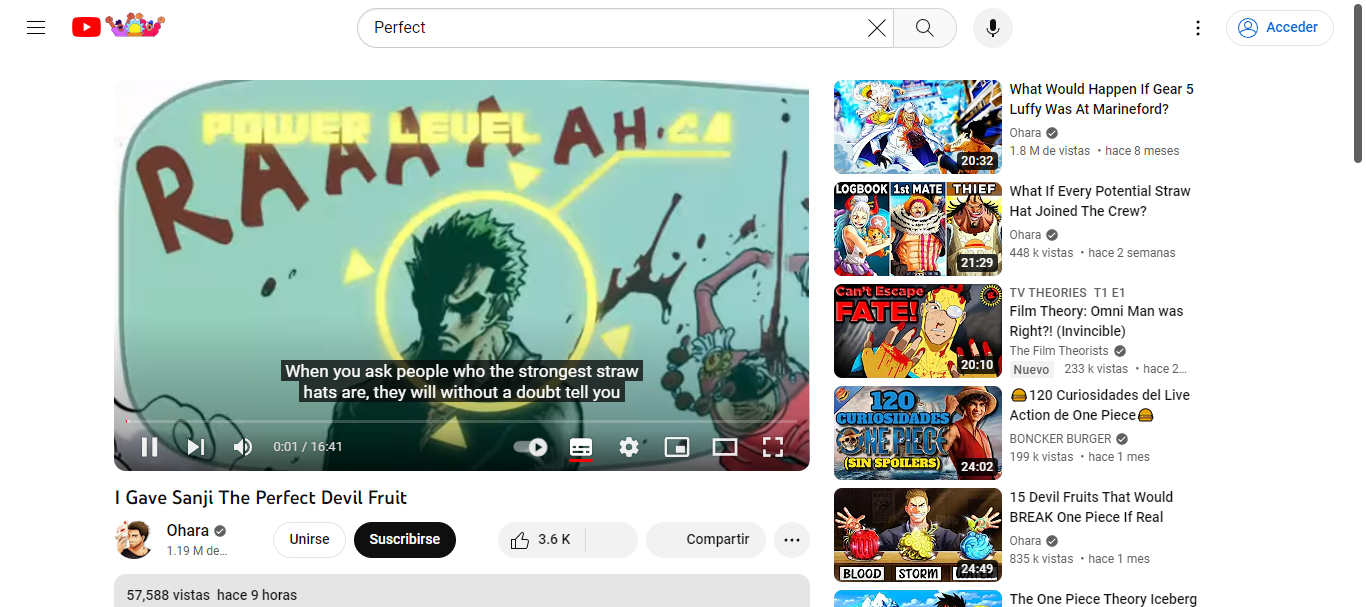 Perfect
Acceder
POWER LEVEL
RAAAAAH
When you ask people who the strongest straw
hats are, they will without a doubt tell you
0:01 / 16:41
I Gave Sanji The Perfect Devil Fruit
Ohara
1.19 M de...
Unirse
Suscribirse
3.6 K
Compartir
57,588 vistas hace 9 horas
20:32
What Would Happen If Gear 5
Luffy Was At Marineford?
Ohara
1.8 M de vistas • hace 8 meses
LOGBOOK 1st MATE THIEF
21:29
What If Every Potential Straw
Hat Joined The Crew?
Ohara
448 k vistas • hace 2 semanas
Can't Escape
FATE!
20:10
TV THEORIES T1 E1
Film Theory: Omni Man was
Right?! (Invincible)
The Film Theorists
Nuevo 233 k vistas • hace 2...
120
CURIOSIDADES
ONE PIECE
(SIN SPOILERS)
24:02
🍔120 Curiosidades del Live
Action de One Piece🍔
BONCKER BURGER
199 k vistas • hace 1 mes
BLOOD STORM WATER
24:49
15 Devil Fruits That Would
BREAK One Piece If Real
Ohara
835 k vistas • hace 1 mes
The One Piece Theory Iceberg